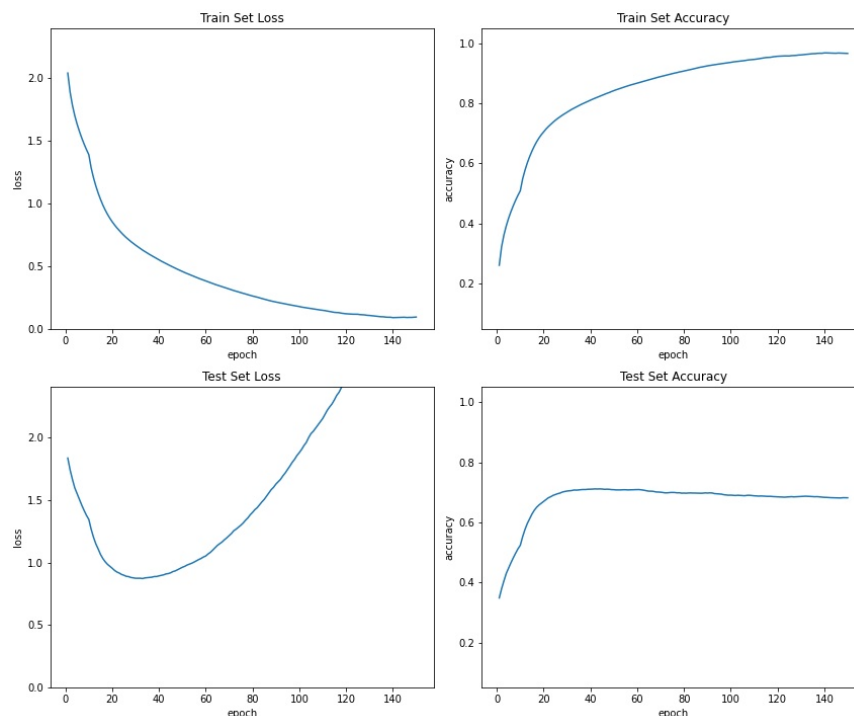 Train Set Loss
2.0
1.5
1.0
0.5
0.0
0 20 40 60 80 100 120 140
loss
epoch
Train Set Accuracy
1.0
0.8
0.6
0.4
0.2
0 20 40 60 80 100 120 140
accuracy
epoch
Test Set Loss
2.0
1.5
1.0
0.5
0.0
0 20 40 60 80 100 120 140
loss
epoch
Test Set Accuracy
1.0
0.8
0.6
0.4
0.2
0 20 40 60 80 100 120 140
accuracy
epoch